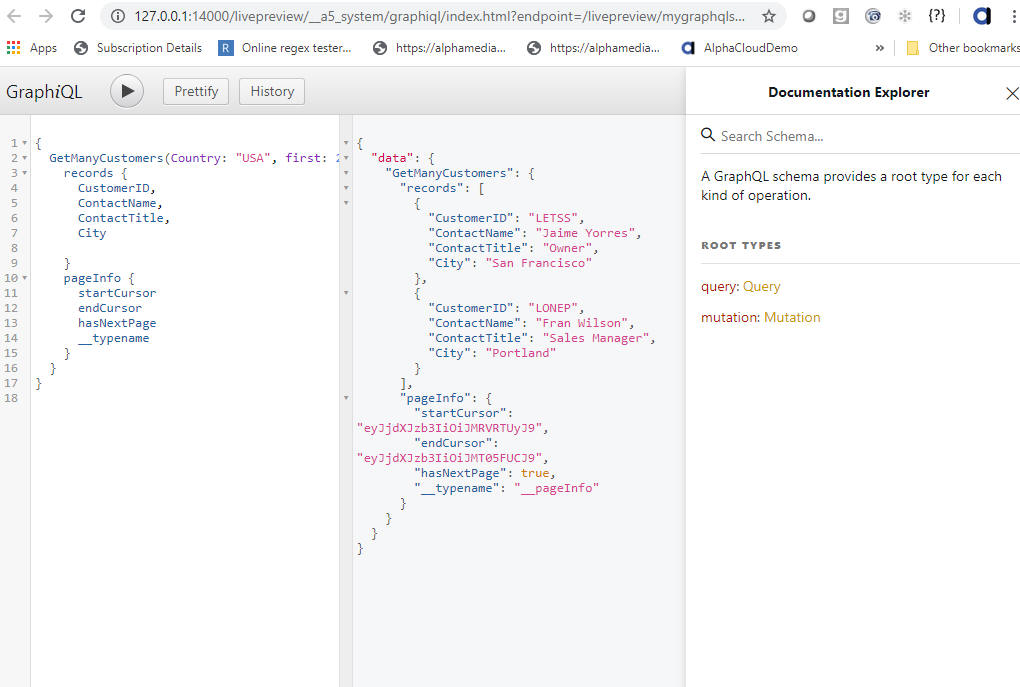 127.0.0.1:14000/livepreview/__a5_system/graphiql/index.html?endpoint=/livepreview/mygraphqls...
{?}
Apps Subscription Details R Online regex tester... https://alphamedia... https://alphamedia... AlphaCloudDemo » Other bookmarks
GraphiQL Prettify History
1 {
2 GetManyCustomers(Country: "USA", first: 2
3 records {
4 CustomerID,
5 ContactName,
6 ContactTitle,
7 City
8
9 }
10 pageInfo {
11 startCursor
12 endCursor
13 hasNextPage
14 __typename
15 }
16 }
17 }
18
{
"data": {
"GetManyCustomers": {
"records": [
{
"CustomerID": "LETSS",
"ContactName": "Jaime Yorres",
"ContactTitle": "Owner",
"City": "San Francisco"
},
{
"CustomerID": "LONEP",
"ContactName": "Fran Wilson",
"ContactTitle": "Sales Manager",
"City": "Portland"
}
],
"pageInfo": {
"startCursor":
"eyJjdXJzb3IiOiJMRVRTUyJ9",
"endCursor":
"eyJjdXJzb3IiOiJMT05FUCJ9",
"hasNextPage": true,
"__typename": "__pageInfo"
}
}
}
}
Documentation Explorer
Search Schema...
A GraphQL schema provides a root type for each
kind of operation.
ROOT TYPES
query: Query
mutation: Mutation